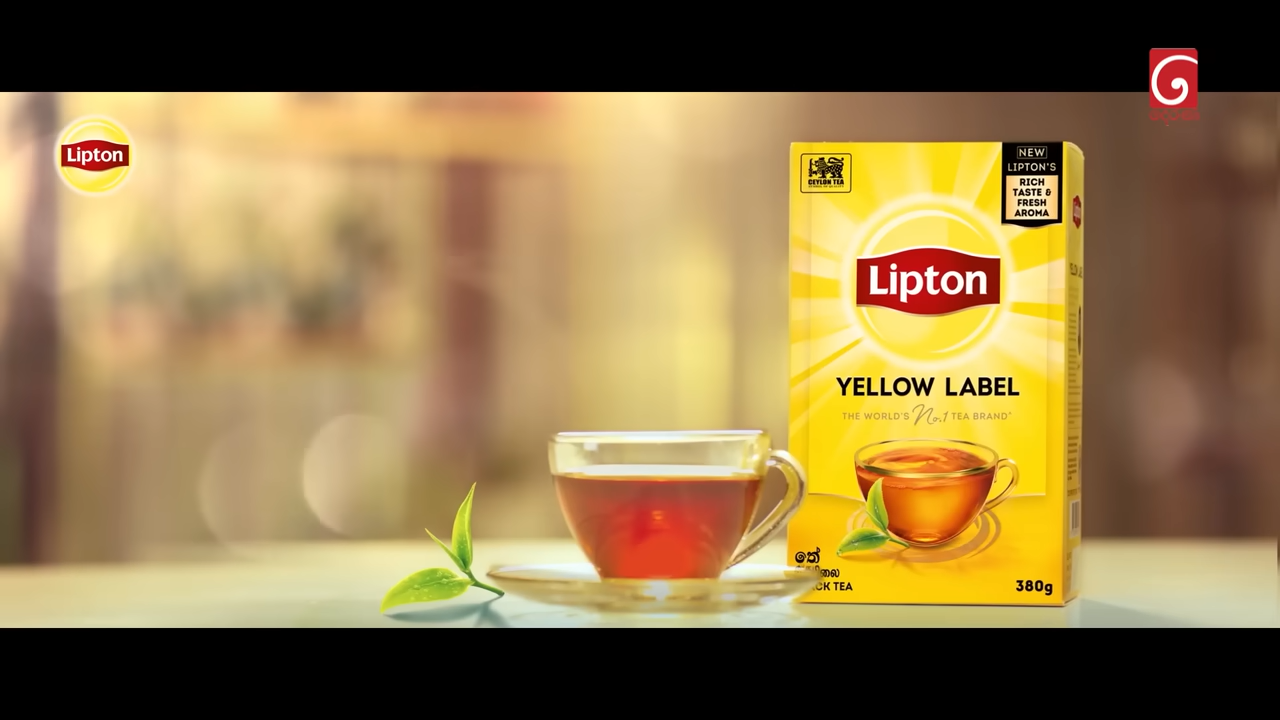 Lipton
CEYLON TEA
NEW
LIPTON'S
RICH
TASTE &
FRESH
AROMA
Lipton
YELLOW LABEL
THE WORLD'S No.1 TEA BRAND
තේ
CK TEA
380g